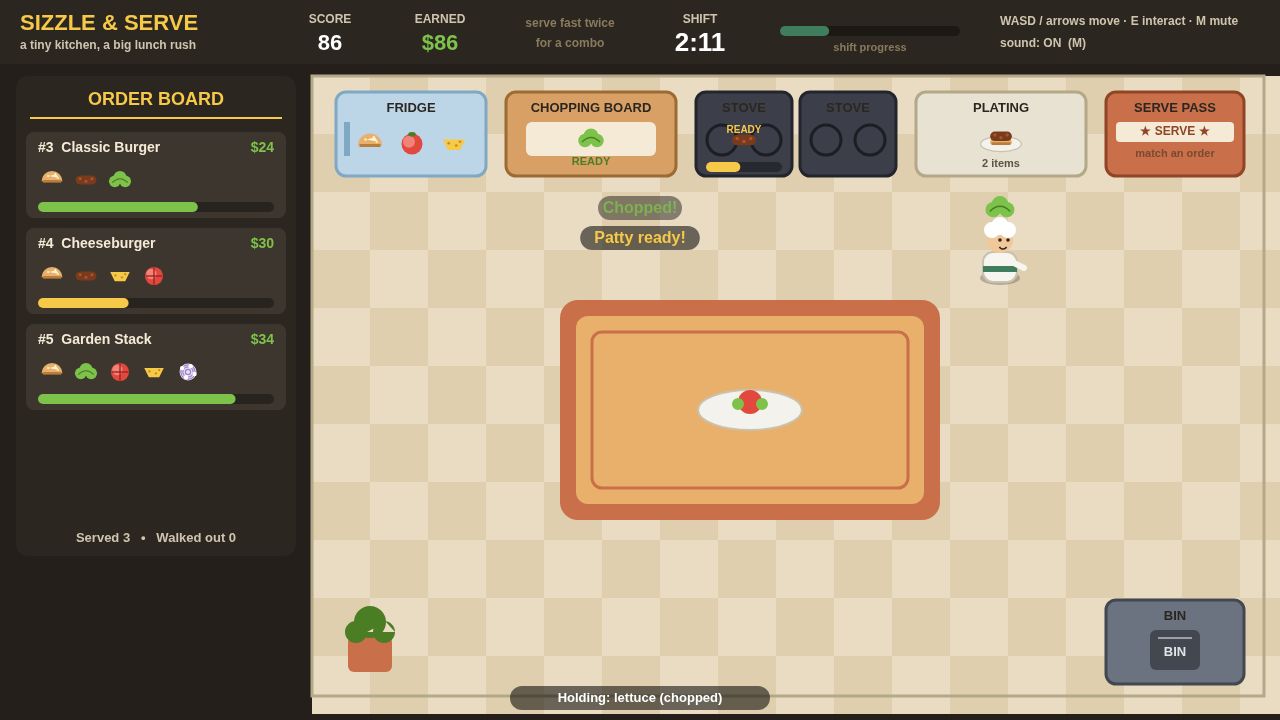 SIZZLE & SERVE
a tiny kitchen, a big lunch rush
SCORE
86
EARNED
$86
serve fast twice
for a combo
SHIFT
2:11
shift progress
WASD / arrows move · E interact · M mute
sound: ON (M)
ORDER BOARD
#3 Classic Burger $24
#4 Cheeseburger $30
#5 Garden Stack $34
Served 3 • Walked out 0
FRIDGE
CHOPPING BOARD
READY
STOVE
READY
STOVE
PLATING
2 items
SERVE PASS
★ SERVE ★
match an order
Chopped!
Patty ready!
BIN
BIN
Holding: lettuce (chopped)